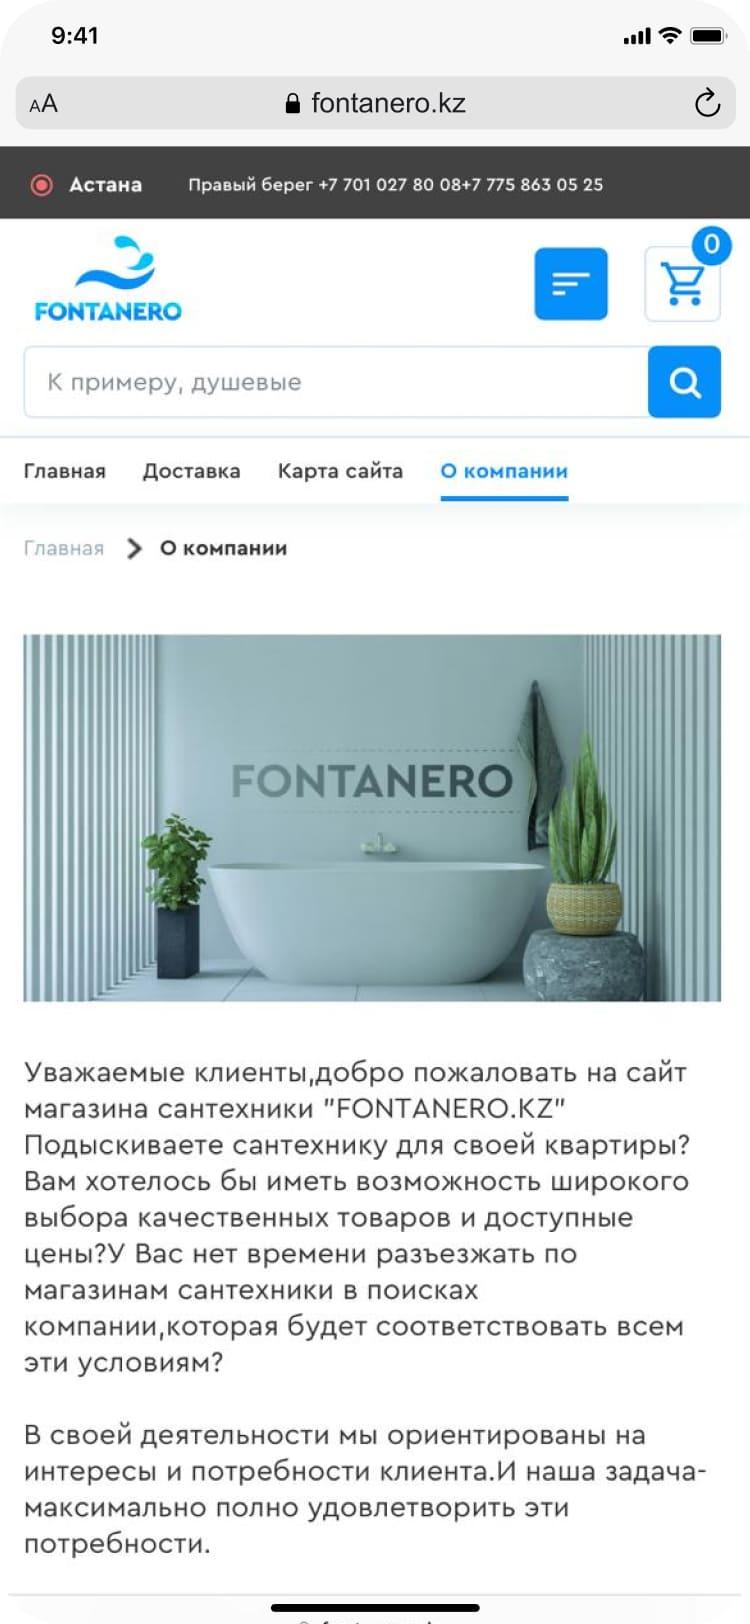 9:41
AA fontanero.kz
Астана Правый берег +7 701 027 80 08+7 775 863 05 25
0
FONTANERO
К примеру, душевые
Главная Доставка Карта сайта О компании
Главная О компании
FONTANERO
Уважаемые клиенты,добро пожаловать на сайт
магазина сантехники "FONTANERO.KZ"
Подыскиваете сантехнику для своей квартиры?
Вам хотелось бы иметь возможность широкого
выбора качественных товаров и доступные
цены?У Вас нет времени разъезжать по
магазинам сантехники в поисках
компании,которая будет соответствовать всем
эти условиям?
В своей деятельности мы ориентированы на
интересы и потребности клиента.И наша задача-
максимально полно удовлетворить эти
потребности.